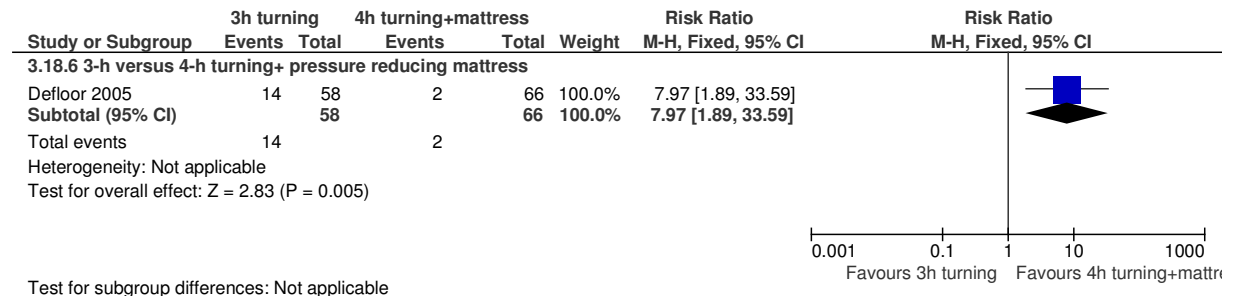 3h turning 4h turning+mattress Risk Ratio Risk Ratio
Study or Subgroup Events Total Events Total Weight M-H, Fixed, 95% CI M-H, Fixed, 95% CI
3.18.6 3-h versus 4-h turning+ pressure reducing mattress
Defloor 2005 14 58 2 66 100.0% 7.97 [1.89, 33.59]
Subtotal (95% CI) 58 66 100.0% 7.97 [1.89, 33.59]
Total events 14 2
Heterogeneity: Not applicable
Test for overall effect: Z = 2.83 (P = 0.005)
0.001 0.1 1 10 1000
Favours 3h turning Favours 4h turning+mattre
Test for subgroup differences: Not applicable